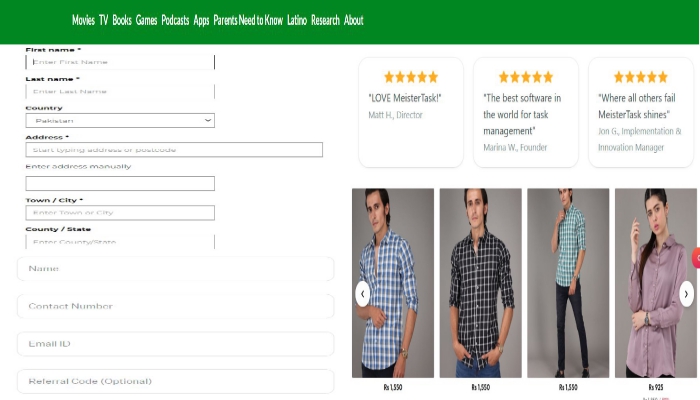 Movies TV Books Games Podcasts Apps Parents Need to Know Latino Research About
First name *
Enter First Name
Last name *
Enter Last Name
Country
Pakistan
Address *
Start typing address or postcode
Enter address manually
Town / City *
Enter Town or City
County / State
Enter County/State
Name
Contact Number
Email ID
Referral Code (Optional)
"LOVE MeisterTask!"
Matt H., Director
"The best software in
the world for task
management"
Marina W., Founder
"Where all others fail
MeisterTask shines"
Jon G., Implementation &
Innovation Manager
Rs 1,550
Rs 1,550
Rs 1,550
Rs 925